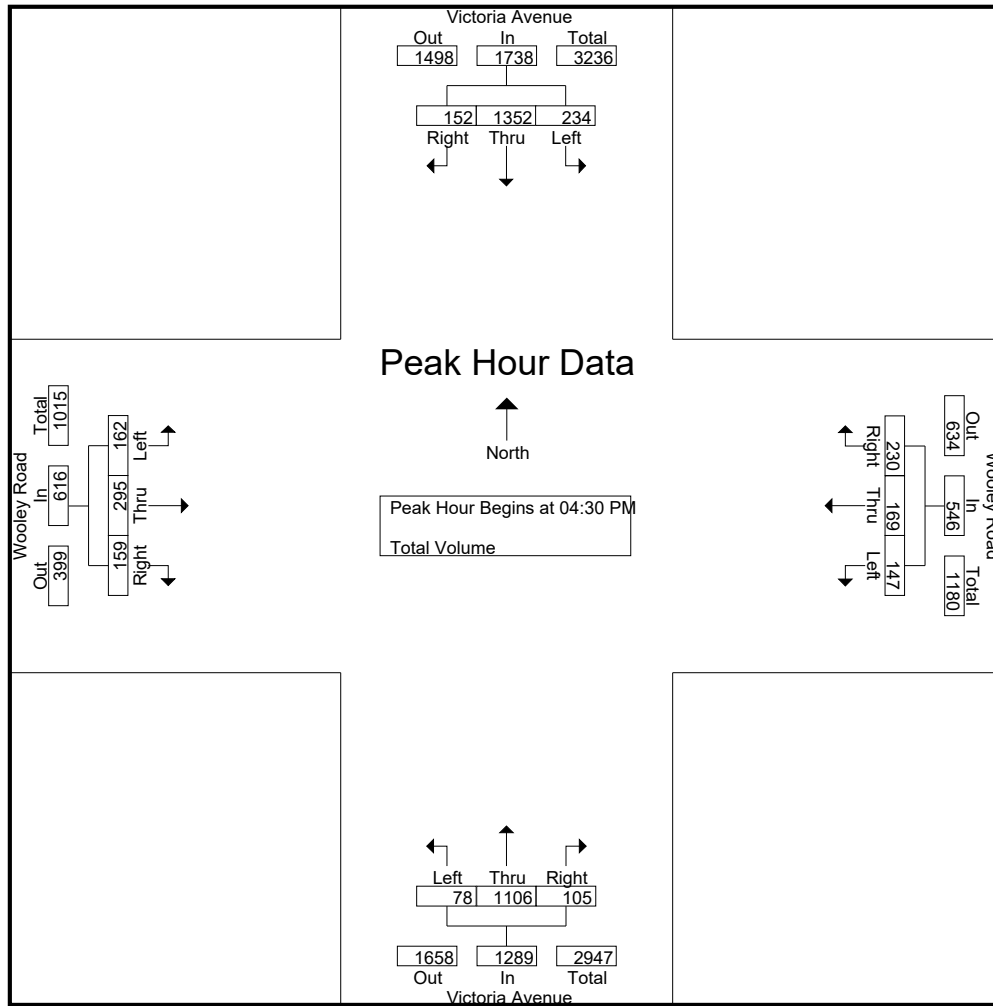 Victoria Avenue
Out In Total
1498 1738 3236
152 1352 234
Right Thru Left
Peak Hour Data
North
Peak Hour Begins at 04:30 PM
Total Volume
Wooley Road
Out In Total
399 616 1015
159 295 162
Right Thru Left
Wooley Road
Out In Total
634 546 1180
230 169 147
Right Thru Left
Left Thru Right
78 1106 105
1658 1289 2947
Out In Total
Victoria Avenue